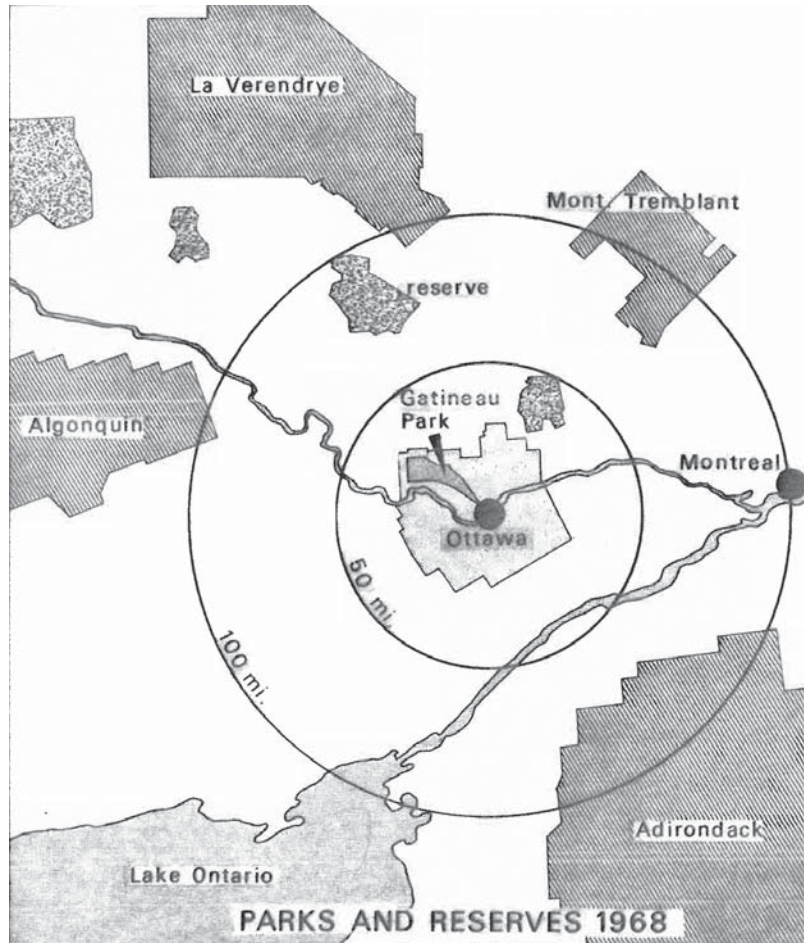 La Verendrye
Mont. Tremblant
reserve
Gatineau
Park
Algonquin
Montreal
Ottawa
50 mi.
100 mi.
Adirondack
Lake Ontario
PARKS AND RESERVES 1968